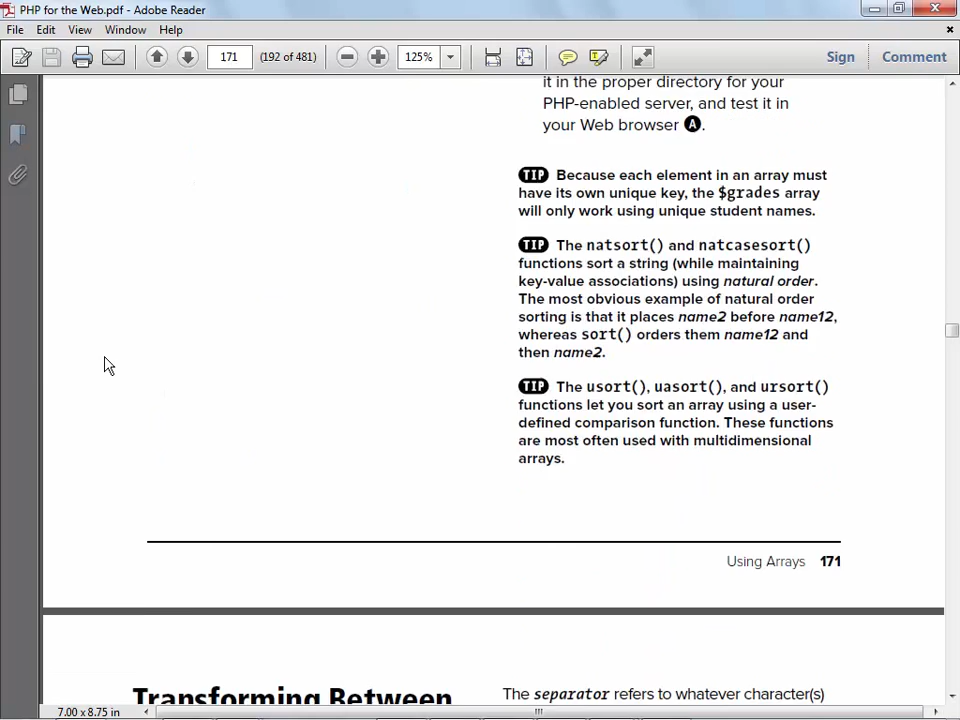 PHP for the Web.pdf - Adobe Reader
File Edit View Window Help
171 (192 of 481) 125% Sign Comment
it in the proper directory for your
PHP-enabled server, and test it in
your Web browser A.
TIP Because each element in an array must
have its own unique key, the $grades array
will only work using unique student names.
TIP The natsort() and natcasesort()
functions sort a string (while maintaining
key-value associations) using natural order.
The most obvious example of natural order
sorting is that it places name2 before name12,
whereas sort() orders them name12 and
then name2.
TIP The usort(), uasort(), and ursort()
functions let you sort an array using a user-
defined comparison function. These functions
are most often used with multidimensional
arrays.
Using Arrays 171
Transforming Between
The separator refers to whatever character(s)
7.00 x 8.75 in